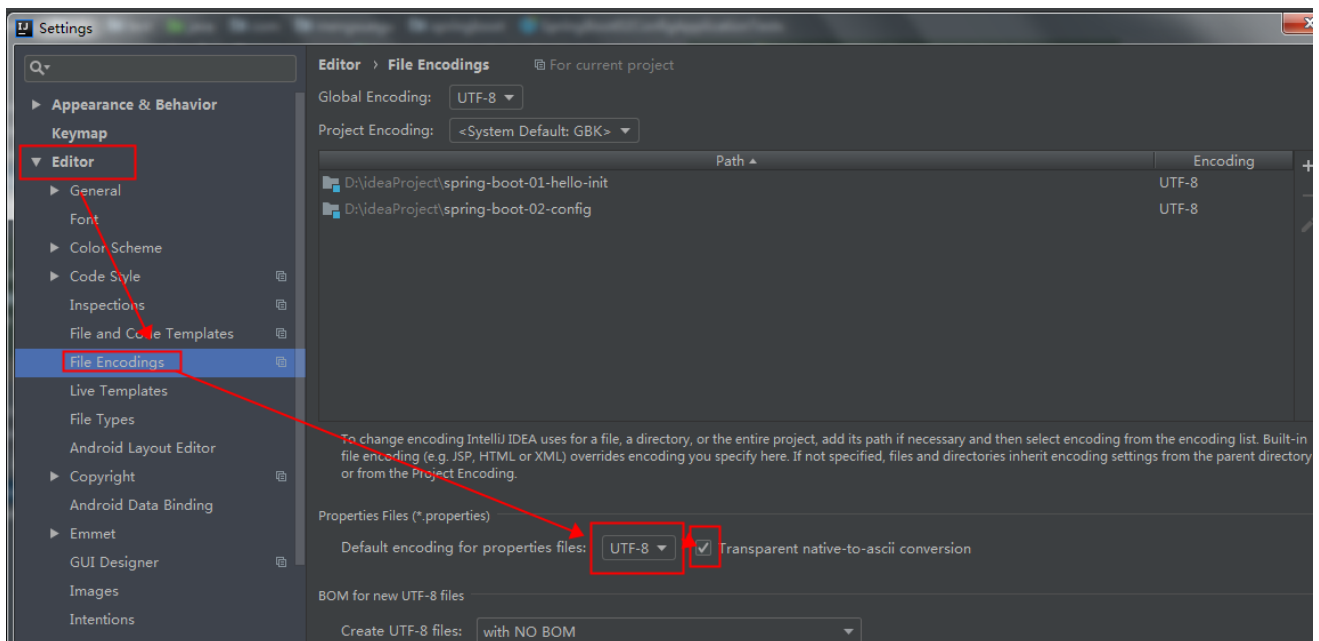 Settings
Editor › File Encodings For current project
Appearance & Behavior
Global Encoding: UTF-8
Keymap
Project Encoding: <System Default: GBK>
Editor
Path Encoding
General
D:\ideaProject\spring-boot-01-hello-init UTF-8
Font
D:\ideaProject\spring-boot-02-config UTF-8
Color Scheme
Code Style
Inspections
File and Code Templates
File Encodings
Live Templates
File Types
Android Layout Editor
To change encoding IntelliJ IDEA uses for a file, a directory, or the entire project, add its path if necessary and then select encoding from the encoding list. Built-in
file encoding (e.g. JSP, HTML or XML) overrides encoding you specify here. If not specified, files and directories inherit encoding settings from the parent directory
or from the Project Encoding.
Copyright
Android Data Binding
Properties Files (*.properties)
Emmet
Default encoding for properties files: UTF-8 Transparent native-to-ascii conversion
GUI Designer
Images
BOM for new UTF-8 files
Intentions
Create UTF-8 files: with NO BOM